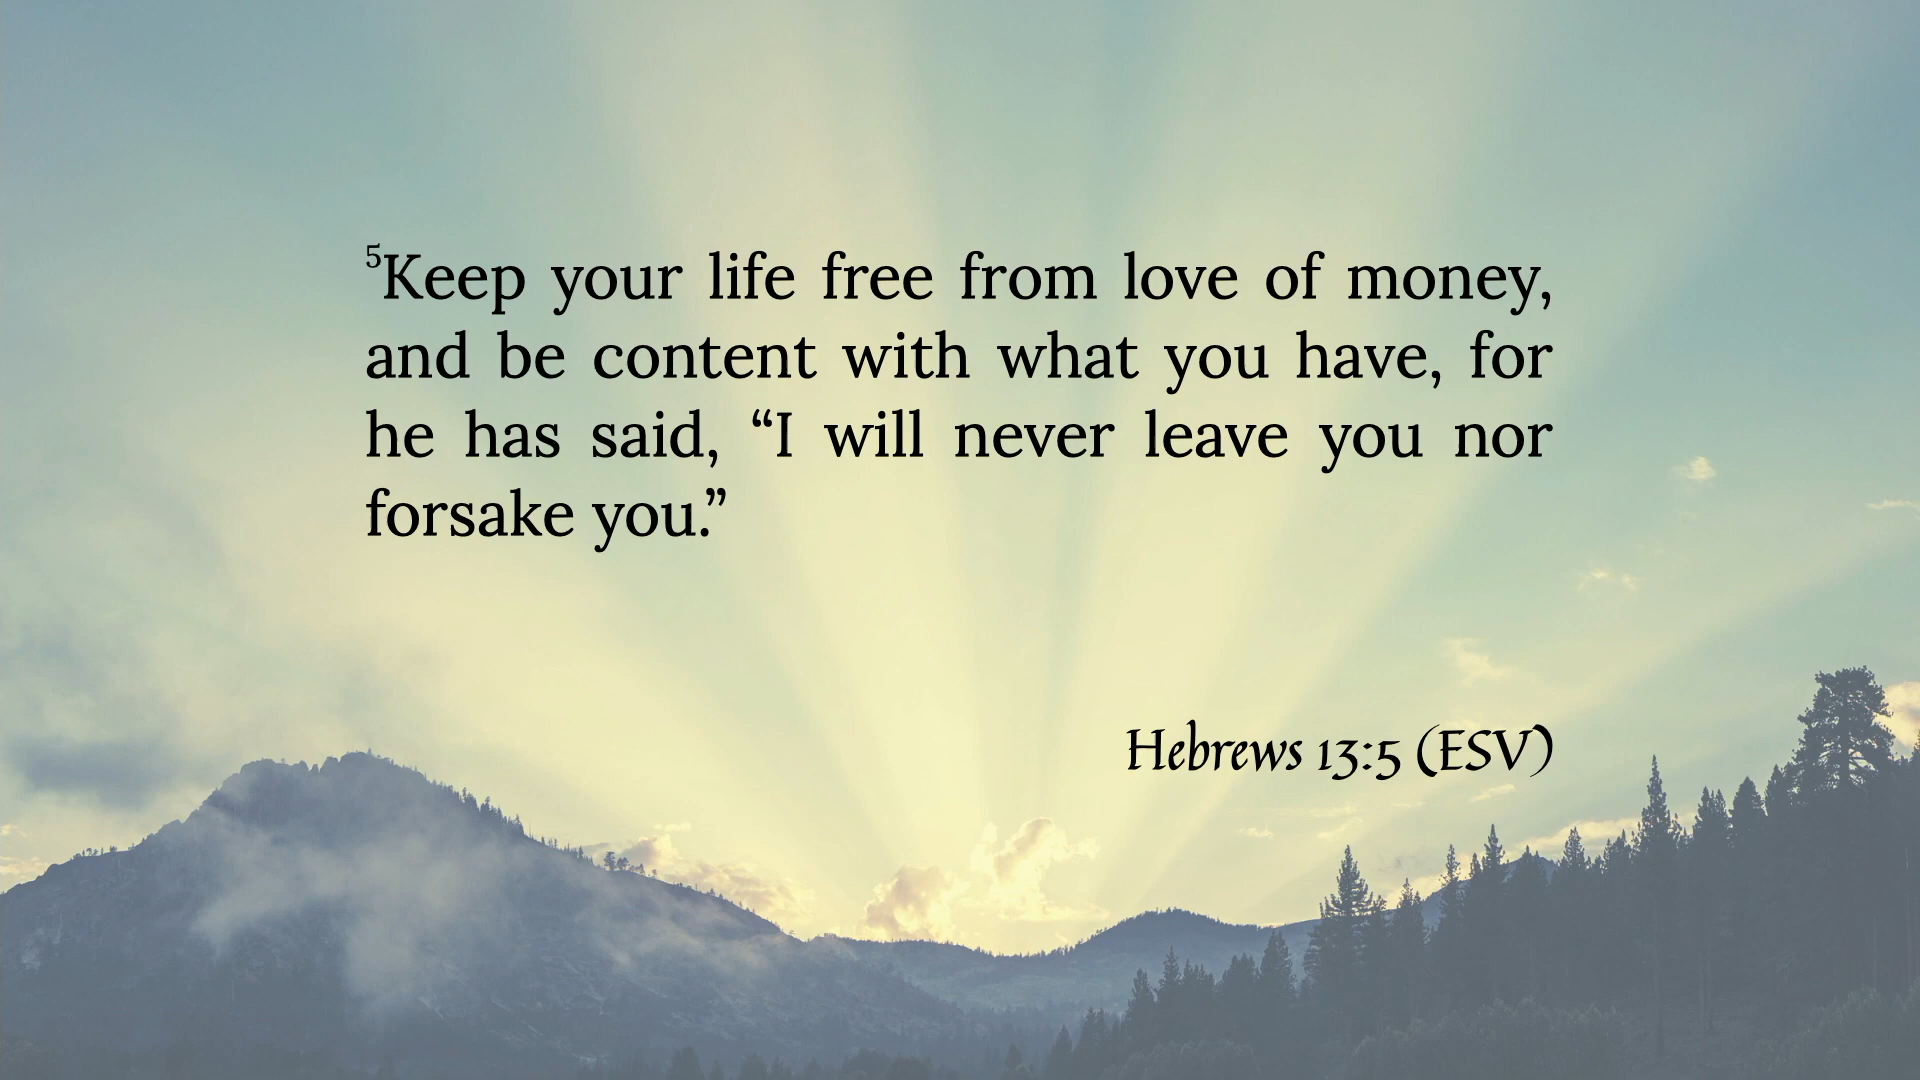 ⁵Keep your life free from love of money,
and be content with what you have, for
he has said, “I will never leave you nor
forsake you.”
Hebrews 13:5 (ESV)